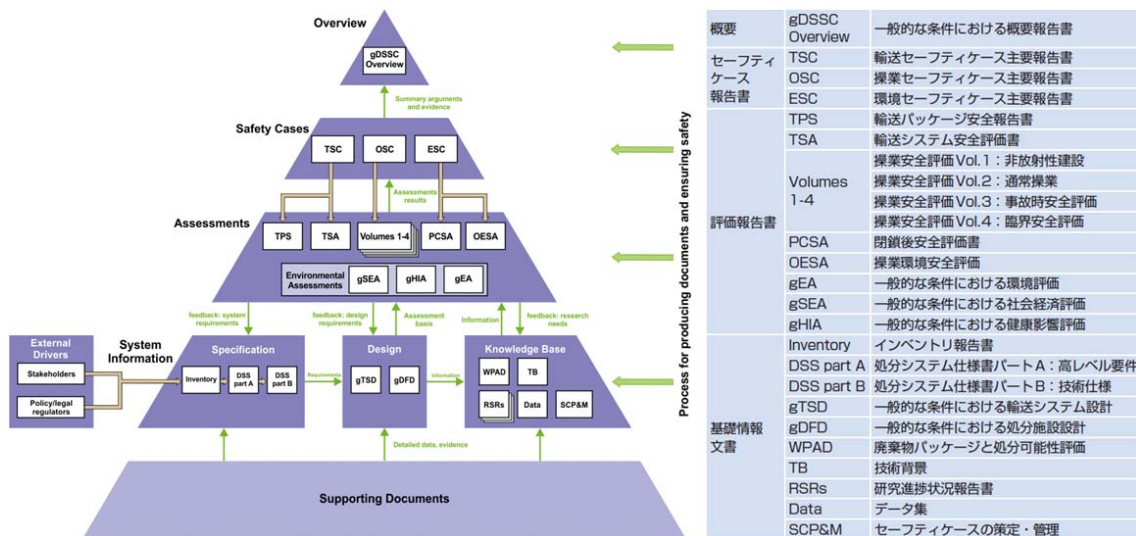 Overview
gDSSC
Overview
Summary arguments
and evidence
Safety Cases
TSC
OSC
ESC
Assessments
results
Assessments
TPS
TSA
Volumes 1-4
PCSA
OESA
Environmental
Assessments
gSEA
gHIA
gEA
feedback: system
requirements
feedback: design
requirements
Assessment
basis
Information
feedback: research
needs
External
Drivers
Stakeholders
Policy/legal
regulators
System
Information
Specification
Inventory
DSS
part A
DSS
part B
Requirements
Design
gTSD
gDFD
Information
Knowledge Base
WPAD
TB
RSRs
Data
SCP&M
Detailed data, evidence
Supporting Documents
Process for producing documents and ensuring safety
概要 gDSSC Overview 一般的な条件における概要報告書
セーフティケース報告書
TSC 輸送セーフティケース主要報告書
OSC 操業セーフティケース主要報告書
ESC 環境セーフティケース主要報告書
評価報告書
TPS 輸送パッケージ安全報告書
TSA 輸送システム安全評価書
Volumes 1-4
操業安全評価Vol.1：非放射性建設
操業安全評価Vol.2：通常操業
操業安全評価Vol.3：事故時安全評価
操業安全評価Vol.4：臨界安全評価
PCSA 閉鎖後安全評価書
OESA 操業環境安全評価
gEA 一般的な条件における環境評価
gSEA 一般的な条件における社会経済評価
gHIA 一般的な条件における健康影響評価
基礎情報文書
Inventory インベントリ報告書
DSS part A 処分システム仕様書パートA：高レベル要件
DSS part B 処分システム仕様書パートB：技術仕様
gTSD 一般的な条件における輸送システム設計
gDFD 一般的な条件における処分施設設計
WPAD 廃棄物パッケージと処分可能性評価
TB 技術背景
RSRs 研究進捗状況報告書
Data データ集
SCP&M セーフティケースの策定・管理